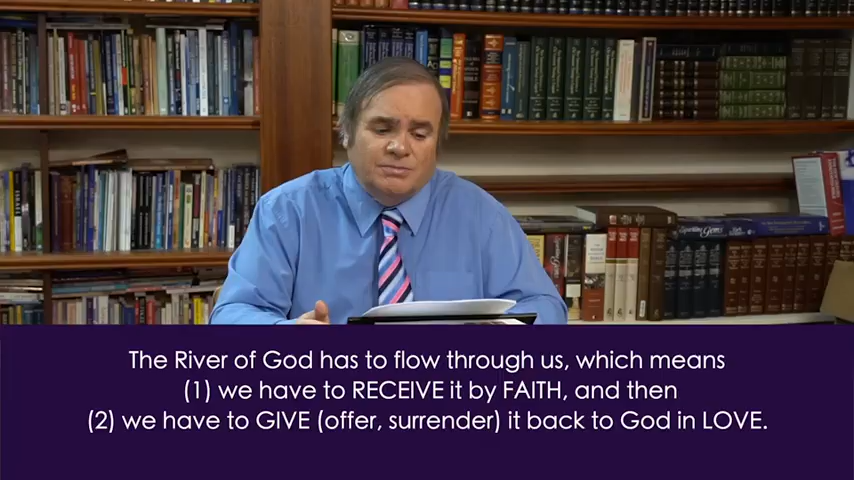 The River of God has to flow through us, which means
(1) we have to RECEIVE it by FAITH, and then
(2) we have to GIVE (offer, surrender) it back to God in LOVE.